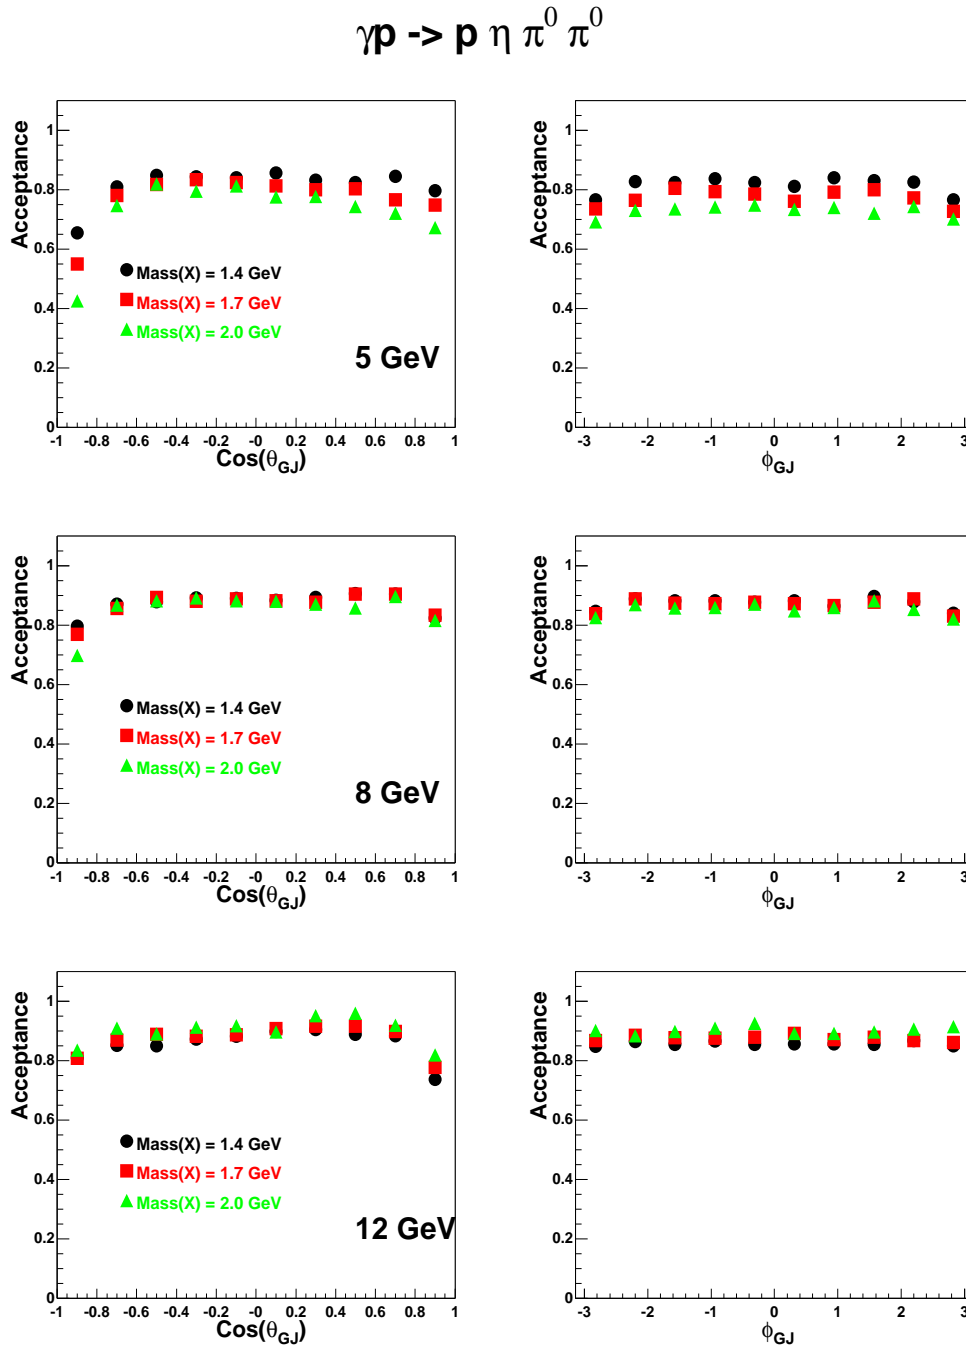 γp -> p η π⁰ π⁰
Acceptance
1
0.8
0.6
0.4
0.2
0
Mass(X) = 1.4 GeV
Mass(X) = 1.7 GeV
Mass(X) = 2.0 GeV
5 GeV
-1 -0.8 -0.6 -0.4 -0.2 -0 0.2 0.4 0.6 0.8 1
Cos(θ_GJ)
Acceptance
1
0.8
0.6
0.4
0.2
0
-3 -2 -1 0 1 2 3
ϕ_GJ
Acceptance
1
0.8
0.6
0.4
0.2
0
Mass(X) = 1.4 GeV
Mass(X) = 1.7 GeV
Mass(X) = 2.0 GeV
8 GeV
-1 -0.8 -0.6 -0.4 -0.2 -0 0.2 0.4 0.6 0.8 1
Cos(θ_GJ)
Acceptance
1
0.8
0.6
0.4
0.2
0
-3 -2 -1 0 1 2 3
ϕ_GJ
Acceptance
1
0.8
0.6
0.4
0.2
0
Mass(X) = 1.4 GeV
Mass(X) = 1.7 GeV
Mass(X) = 2.0 GeV
12 GeV
-1 -0.8 -0.6 -0.4 -0.2 -0 0.2 0.4 0.6 0.8 1
Cos(θ_GJ)
Acceptance
1
0.8
0.6
0.4
0.2
0
-3 -2 -1 0 1 2 3
ϕ_GJ